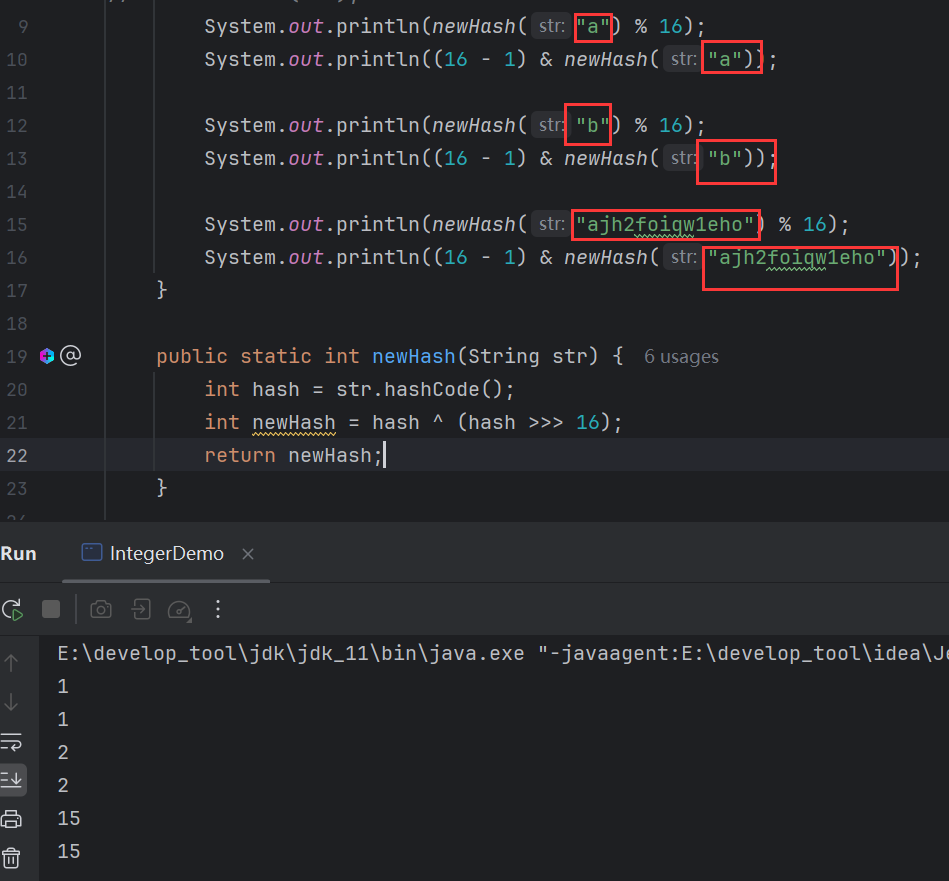 9 System.out.println(newHash( str: "a") % 16);
10 System.out.println((16 - 1) & newHash( str: "a"));
11
12 System.out.println(newHash( str: "b") % 16);
13 System.out.println((16 - 1) & newHash( str: "b"));
14
15 System.out.println(newHash( str: "ajh2foiqw1eho") % 16);
16 System.out.println((16 - 1) & newHash( str: "ajh2foiqw1eho"));
17 }
18
19 @ public static int newHash(String str) { 6 usages
20 int hash = str.hashCode();
21 int newHash = hash ^ (hash >>> 16);
22 return newHash;
23 }
Run IntegerDemo
E:\develop_tool\jdk\jdk_11\bin\java.exe "-javaagent:E:\develop_tool\idea\Je
1
1
2
2
15
15